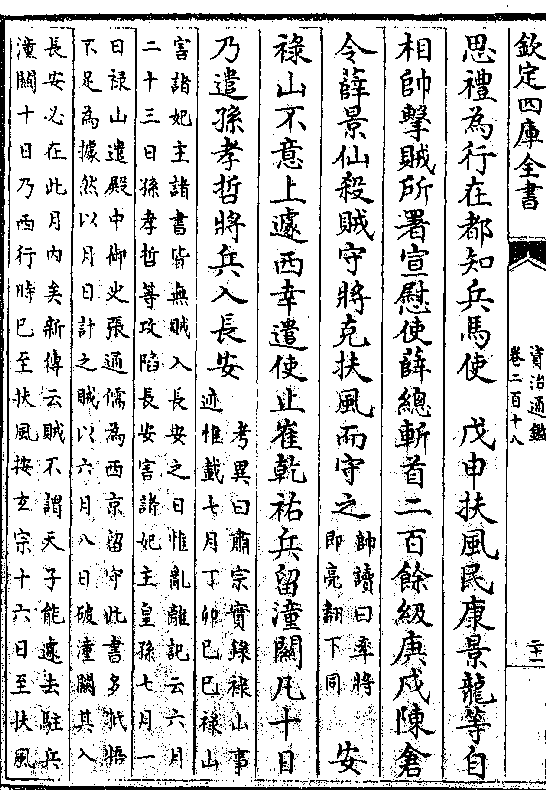 欽定四庫全書
資治通鑑
卷二百十八
二十一
思禮為行在都知兵馬使　戊申扶風民康景龍等自
相帥擊賊所署宣慰使薛總斬首二百餘級庚戌陳倉
令薛景仙殺賊守將克扶風而守之
帥讀曰率將
即亮翻下同
安
祿山不意上遽西幸遣使止崔乾祐兵留潼關凡十日
乃遣孫孝哲將兵入長安
考異曰肅宗實録祿山事
迹惟載七月丁卯己巳祿山
害諸妃主諸書皆無賊入長安之日惟亂離記云六月
二十三日孫孝哲等攻陷長安害諸妃主皇孫七月一
日祿山遣殿中御史張通儒為西京留守此書多牴牾
不足為據然以月日計之賊以六月八日破潼關其入
長安必在此月内矣新傳云賊不謂天子能遽去駐兵
潼關十日乃西行時已至扶風按玄宗十六日至扶風